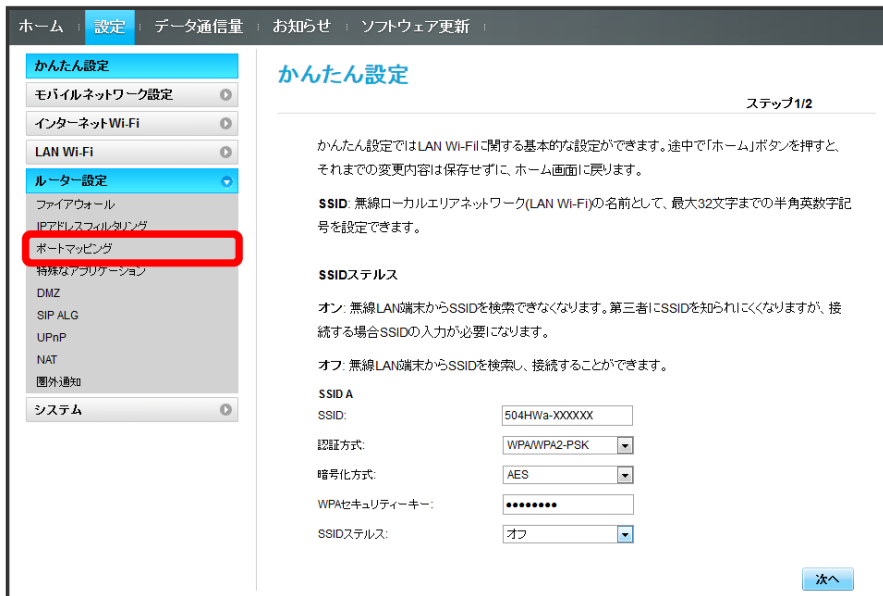 ホーム 設定 データ通信量 お知らせ ソフトウェア更新
かんたん設定
モバイルネットワーク設定
インターネットWi-Fi
LAN Wi-Fi
ルーター設定
ファイアウォール
IPアドレスフィルタリング
ポートマッピング
特殊なアプリケーション
DMZ
SIP ALG
UPnP
NAT
圏外通知
システム
かんたん設定
ステップ1/2
かんたん設定ではLAN Wi-Fiに関する基本的な設定ができます。途中で「ホーム」ボタンを押すと、
それまでの変更内容は保存せずに、ホーム画面に戻ります。
SSID: 無線ローカルエリアネットワーク(LAN Wi-Fi)の名前として、最大32文字までの半角英数字記
号を設定できます。
SSIDステルス
オン: 無線LAN端末からSSIDを検索できなくなります。第三者にSSIDを知られにくくなりますが、接
続する場合SSIDの入力が必要になります。
オフ: 無線LAN端末からSSIDを検索し、接続することができます。
SSID A
SSID: 504HWa-XXXXXX
認証方式: WPA/WPA2-PSK
暗号化方式: AES
WPAセキュリティーキー: ●●●●●●●●
SSIDステルス: オフ
次へ